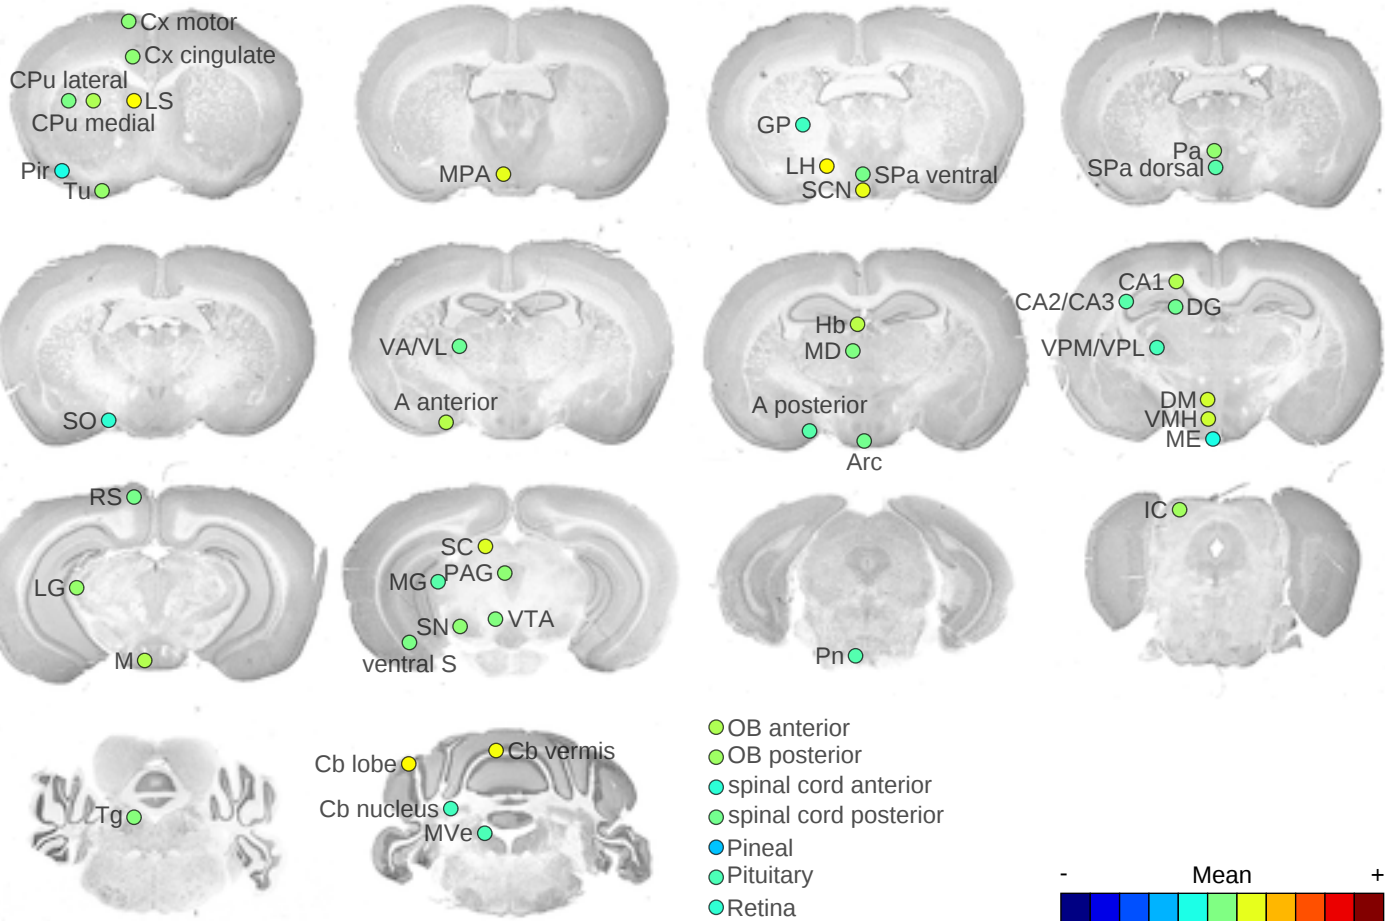 Cx motor
Cx cingulate
CPu lateral
LS
CPu medial
Pir
Tu
MPA
GP
LH
SPa ventral
SCN
Pa
SPa dorsal
SO
VA/VL
A anterior
Hb
MD
A posterior
Arc
CA1
CA2/CA3
DG
VPM/VPL
DM
VMH
ME
RS
LG
M
SC
MG
PAG
SN
VTA
ventral S
Pn
IC
Tg
Cb lobe
Cb vermis
Cb nucleus
MVe
OB anterior
OB posterior
spinal cord anterior
spinal cord posterior
Pineal
Pituitary
Retina
- Mean +